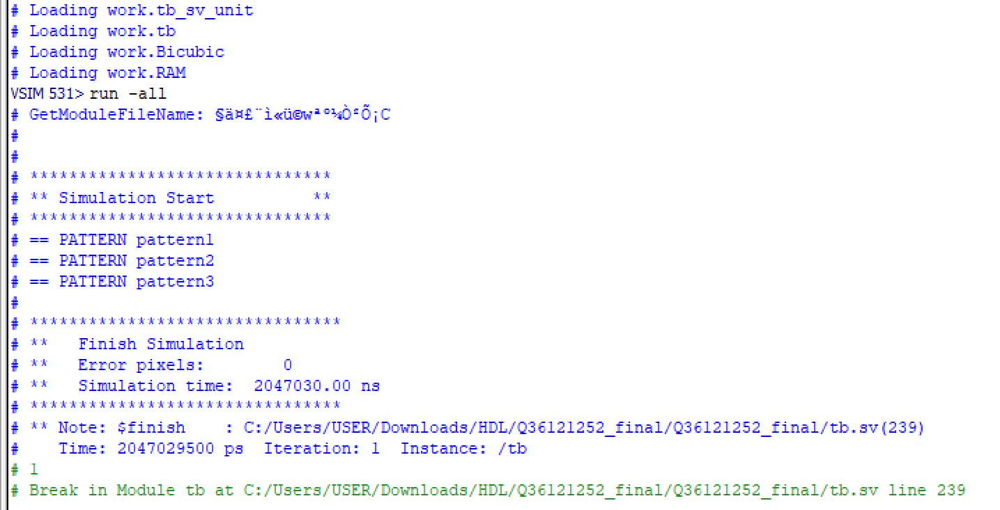 # Loading work.tb_sv_unit
# Loading work.tb
# Loading work.Bicubic
# Loading work.RAM
VSIM 531> run -all
# GetModuleFileName: §ä¤£¨ì«ü©wªº¼Ò²Õ¡C
#
#
# *******************************
# ** Simulation Start          **
# *******************************
# == PATTERN pattern1
# == PATTERN pattern2
# == PATTERN pattern3
#
# ********************************
# **   Finish Simulation
# **   Error pixels:        0
# **   Simulation time:  2047030.00 ns
# ********************************
# ** Note: $finish    : C:/Users/USER/Downloads/HDL/Q36121252_final/Q36121252_final/tb.sv(239)
#    Time: 2047029500 ps  Iteration: 1  Instance: /tb
# 1
# Break in Module tb at C:/Users/USER/Downloads/HDL/Q36121252_final/Q36121252_final/tb.sv line 239